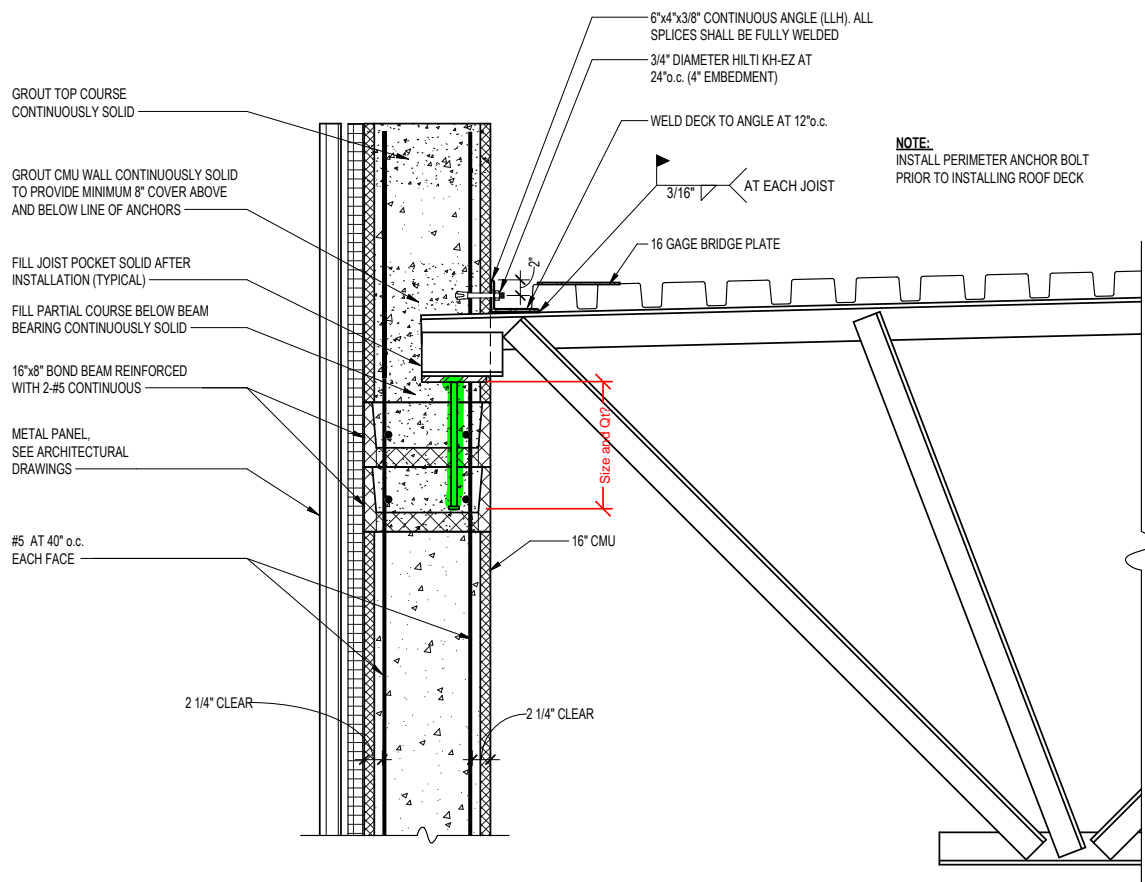 6"x4"x3/8" CONTINUOUS ANGLE (LLH). ALL
SPLICES SHALL BE FULLY WELDED
3/4" DIAMETER HILTI KH-EZ AT
24"o.c. (4" EMBEDMENT)
WELD DECK TO ANGLE AT 12"o.c.
NOTE:
INSTALL PERIMETER ANCHOR BOLT
PRIOR TO INSTALLING ROOF DECK
3/16"
AT EACH JOIST
16 GAGE BRIDGE PLATE
2"
GROUT TOP COURSE
CONTINUOUSLY SOLID
GROUT CMU WALL CONTINUOUSLY SOLID
TO PROVIDE MINIMUM 8" COVER ABOVE
AND BELOW LINE OF ANCHORS
FILL JOIST POCKET SOLID AFTER
INSTALLATION (TYPICAL)
FILL PARTIAL COURSE BELOW BEAM
BEARING CONTINUOUSLY SOLID
16"x8" BOND BEAM REINFORCED
WITH 2-#5 CONTINUOUS
METAL PANEL,
SEE ARCHITECTURAL
DRAWINGS
Size and Qt?
#5 AT 40" o.c.
EACH FACE
16" CMU
2 1/4" CLEAR
2 1/4" CLEAR